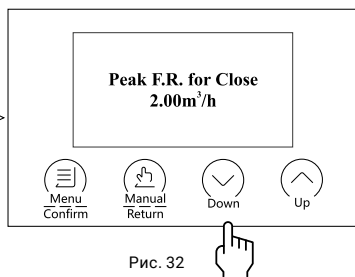 Peak F.R. for Close
2.00m³/h
Menu
Confirm
Manual
Return
Down
Up
Рис. 32